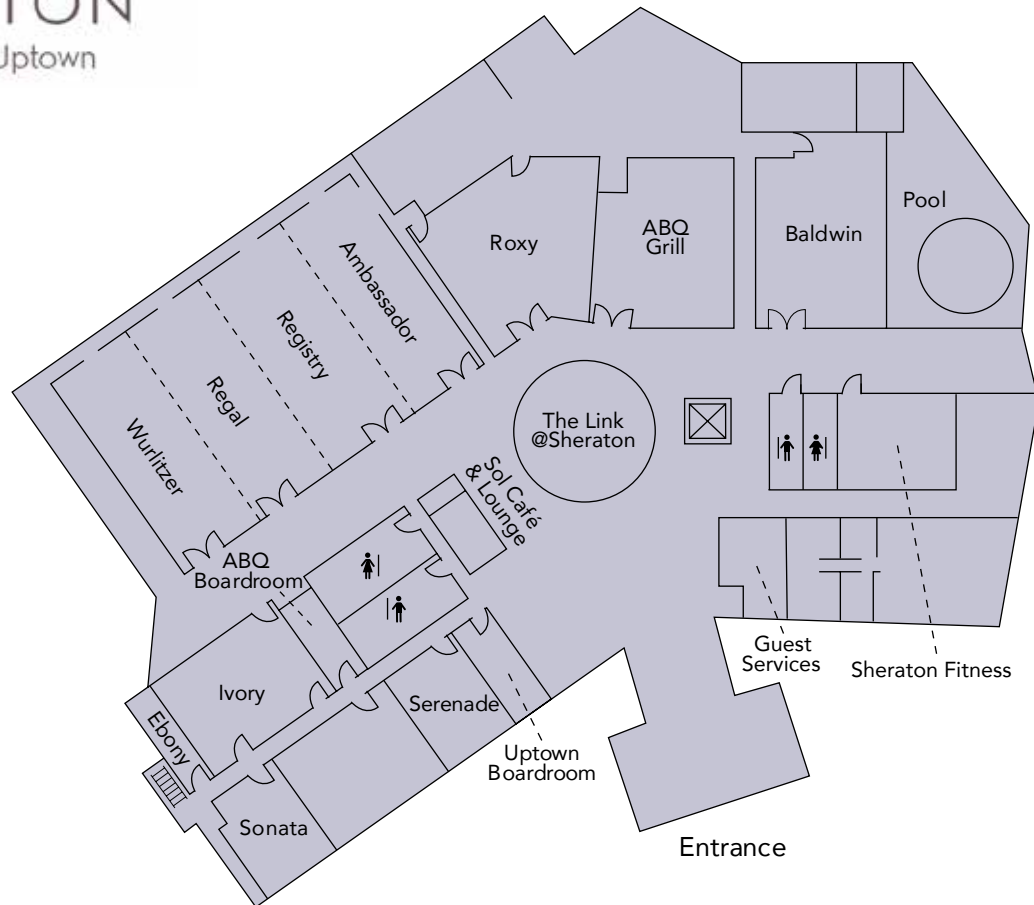 TON
Uptown
Pool
Roxy
ABQ
Grill
Baldwin
Ambassador
Registry
Regal
Wurlitzer
The Link
@Sheraton
Sol Café
& Lounge
ABQ
Boardroom
Guest
Services
Sheraton Fitness
Ivory
Serenade
Ebony
Uptown
Boardroom
Sonata
Entrance